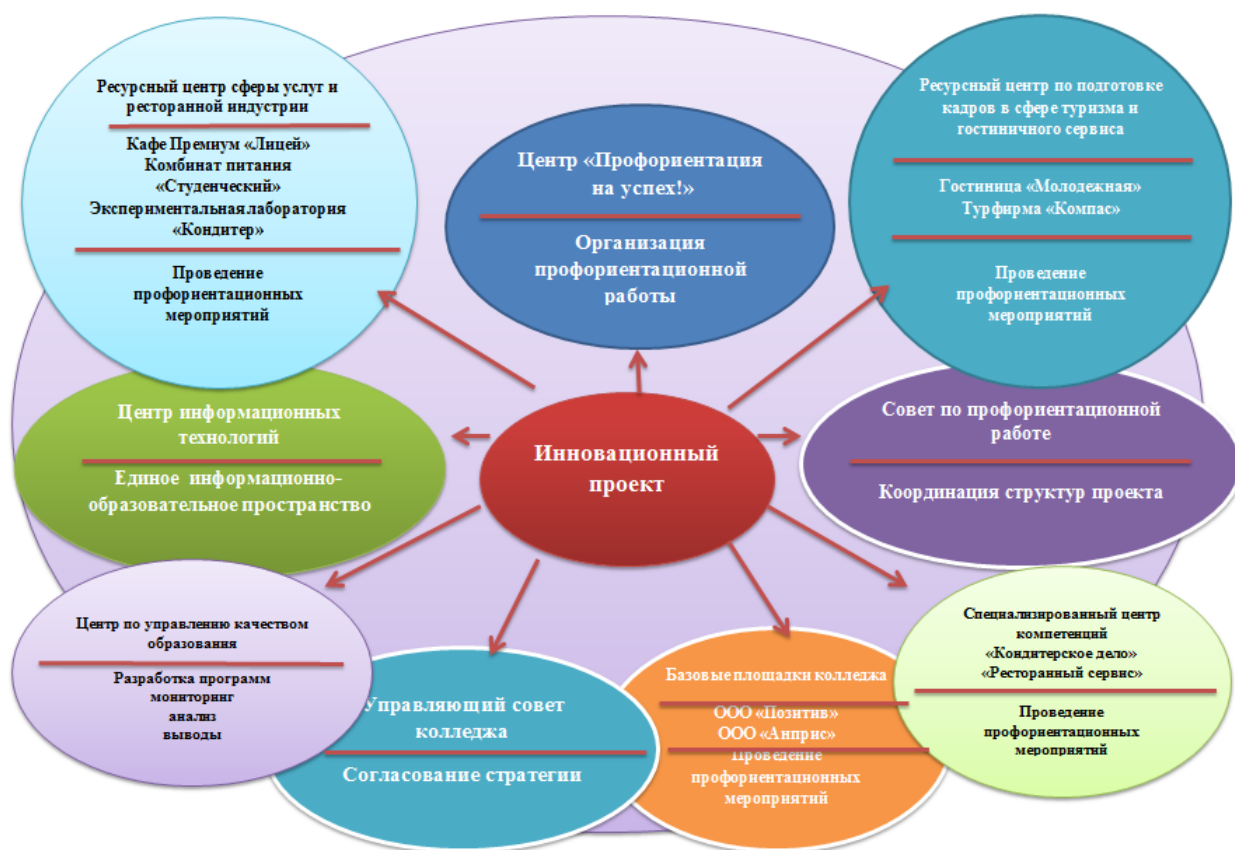 Ресурсный центр сферы услуг и
ресторанной индустрии
Кафе Премиум «Лицей»
Комбинат питания
«Студенческий»
Экспериментальная лаборатория
«Кондитер»
Проведение
профориентационных
мероприятий
Центр «Профориентация
на успех!»
Организация
профориентационной
работы
Ресурсный центр по подготовке
кадров в сфере туризма и
гостиничного сервиса
Гостиница «Молодежная»
Турфирма «Компас»
Проведение
профориентационных
мероприятий
Центр информационных
технологий
Единое информационно-
образовательное пространство
Инновационный
проект
Совет по профориентационной
работе
Координация структур проекта
Центр по управлению качеством
образования
Разработка программ
мониторинг
анализ
выводы
Управляющий совет
колледжа
Согласование стратегии
Базовые площадки колледжа
ООО «Позитив»
ООО «Анприс»
Проведение
профориентационных
мероприятий
Специализированный центр
компетенций
«Кондитерское дело»
«Ресторанный сервис»
Проведение
профориентационных
мероприятий